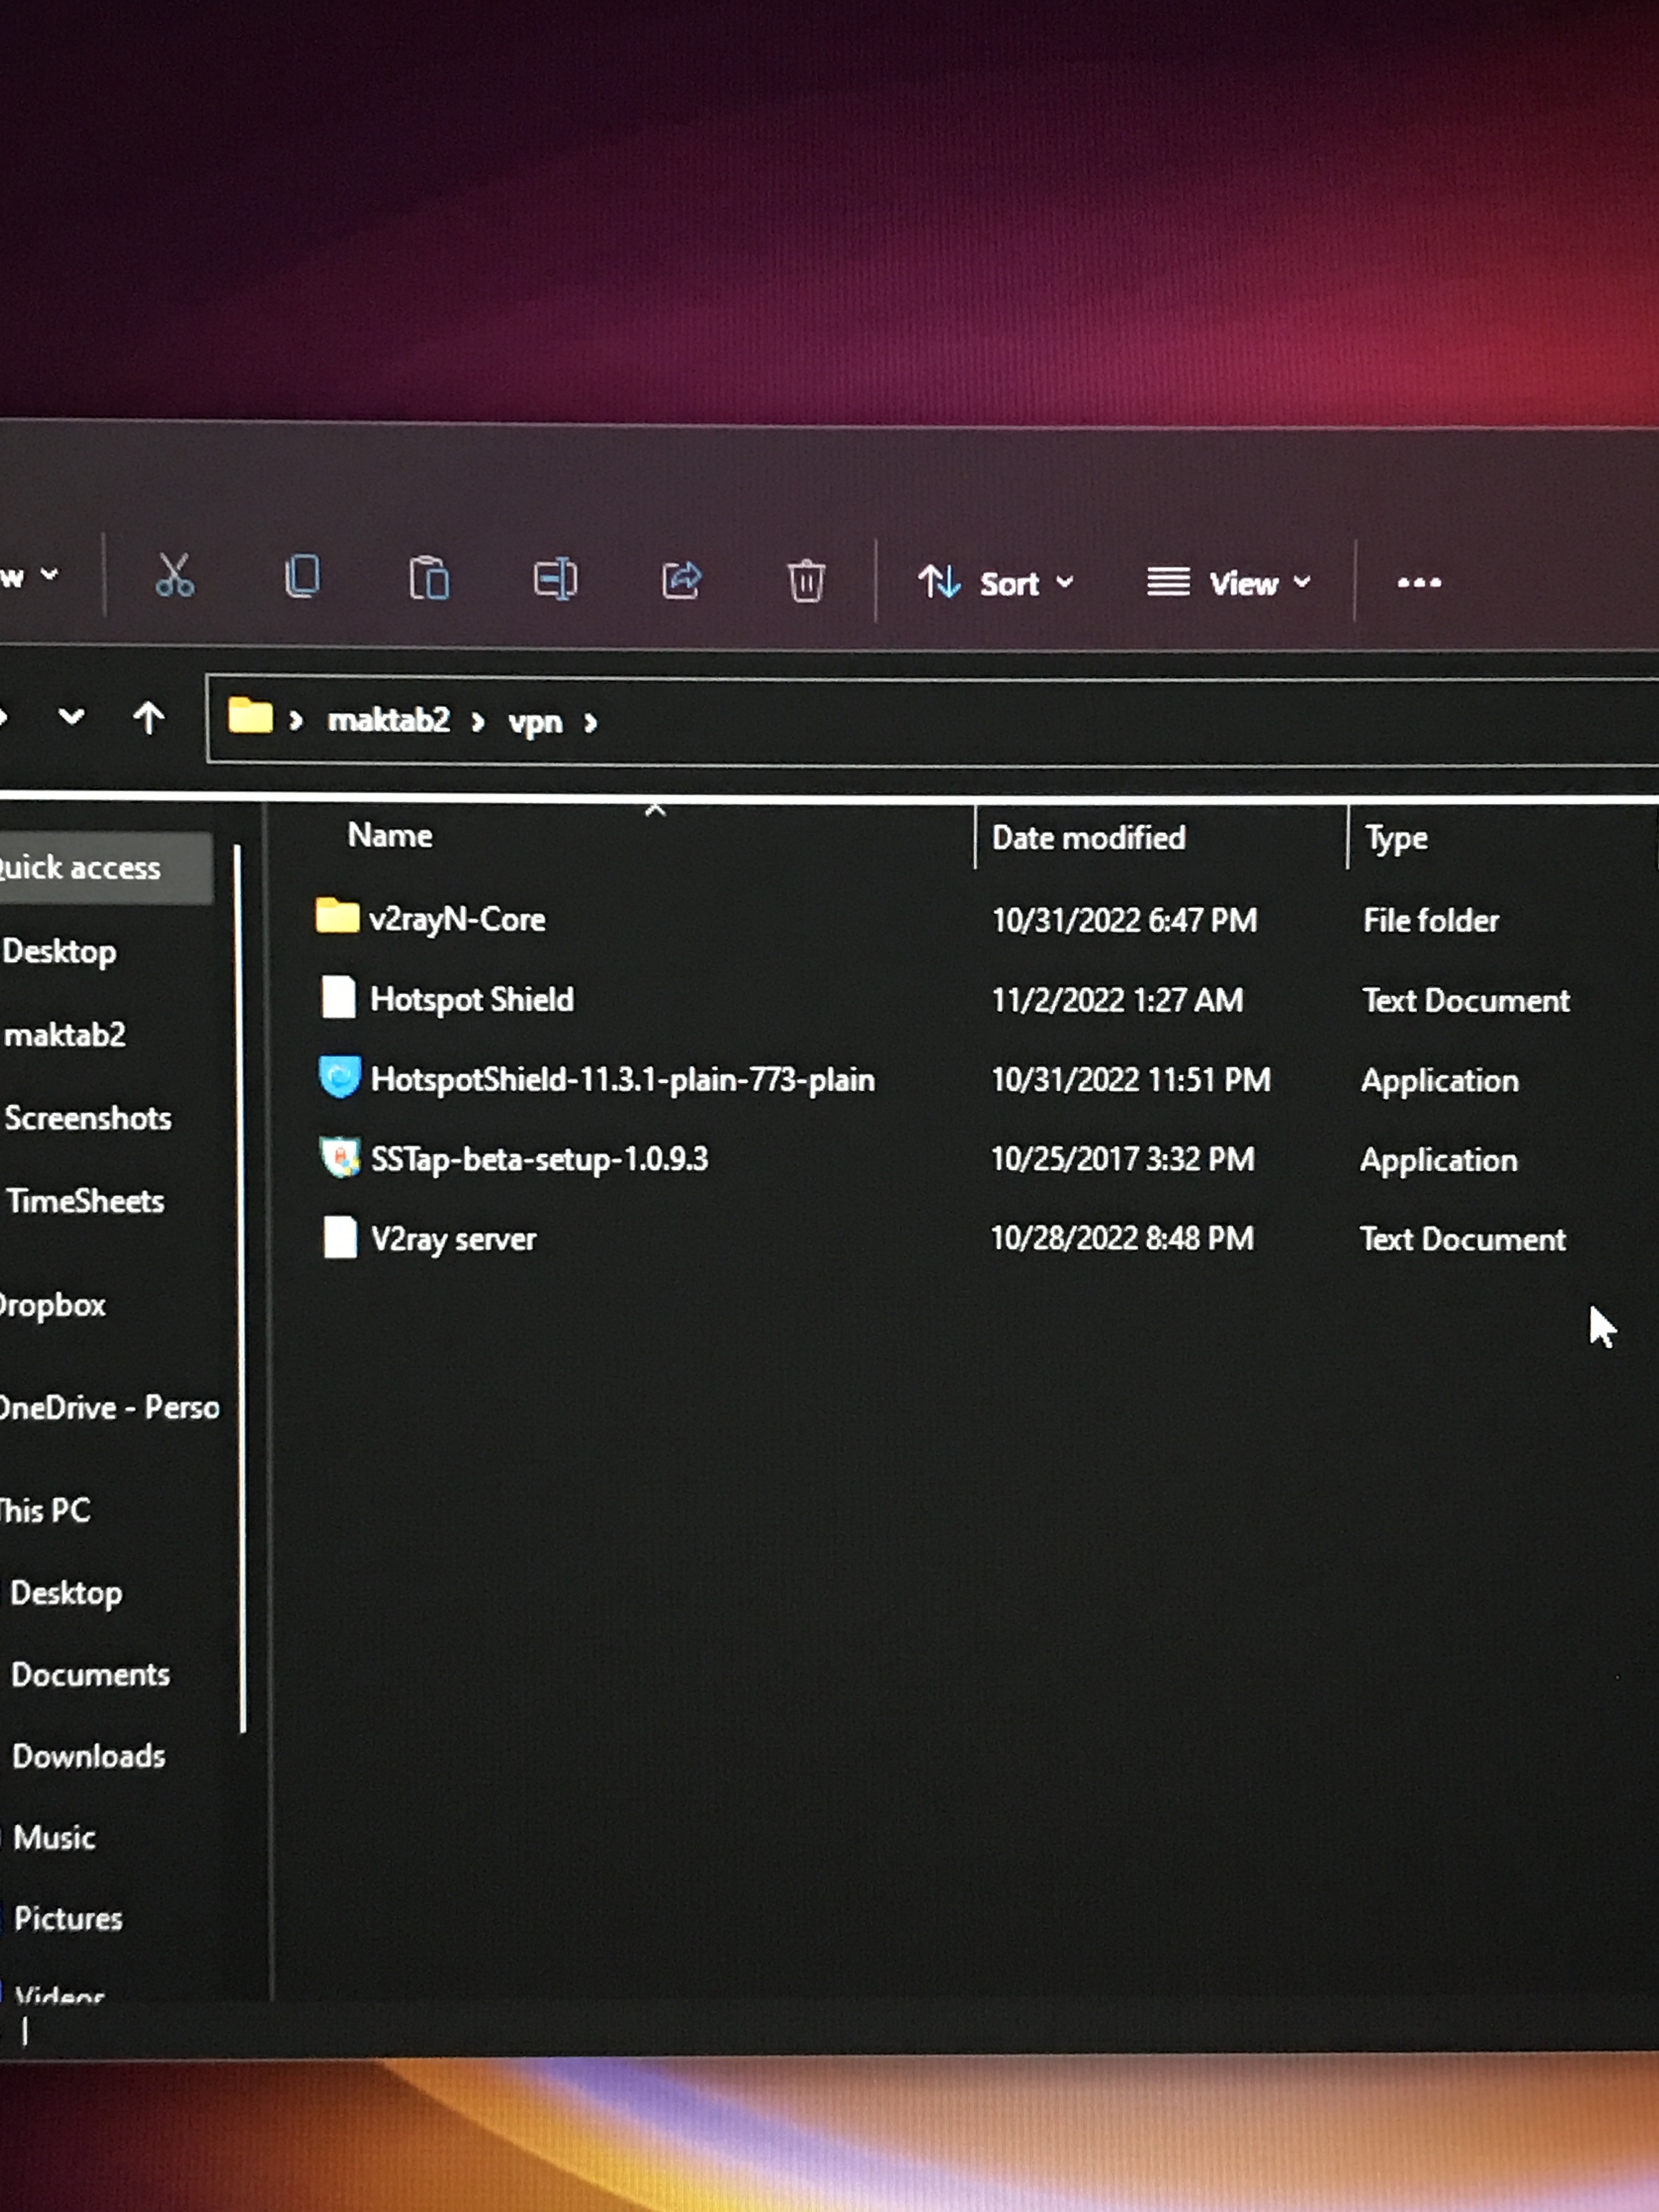 w
Sort
View
maktab2
vpn
Name
Date modified
Type
Quick access
Desktop
maktab2
Screenshots
TimeSheets
Dropbox
OneDrive - Perso
This PC
Desktop
Documents
Downloads
Music
Pictures
Videos
v2rayN-Core 10/31/2022 6:47 PM File folder
Hotspot Shield 11/2/2022 1:27 AM Text Document
HotspotShield-11.3.1-plain-773-plain 10/31/2022 11:51 PM Application
SSTap-beta-setup-1.0.9.3 10/25/2017 3:32 PM Application
V2ray server 10/28/2022 8:48 PM Text Document